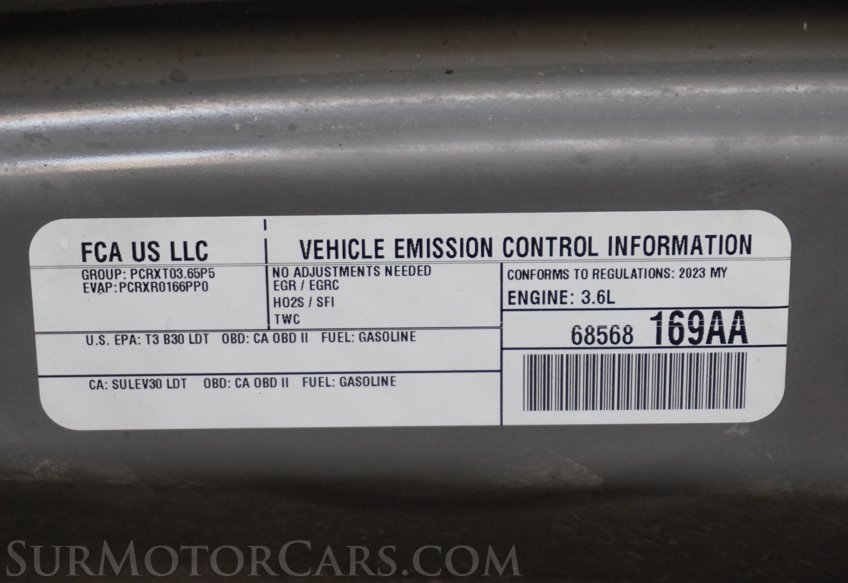 FCA US LLC
VEHICLE EMISSION CONTROL INFORMATION
GROUP: PCRXT03.65P5
EVAP: PCRXR0166PP0
NO ADJUSTMENTS NEEDED
EGR / EGRC
HO2S / SFI
TWC
CONFORMS TO REGULATIONS: 2023 MY
ENGINE: 3.6L
U.S. EPA: T3 B30 LDT OBD: CA OBD II FUEL: GASOLINE
68568 169AA
CA: SULEV30 LDT OBD: CA OBD II FUEL: GASOLINE
SURMOTORCARS.COM